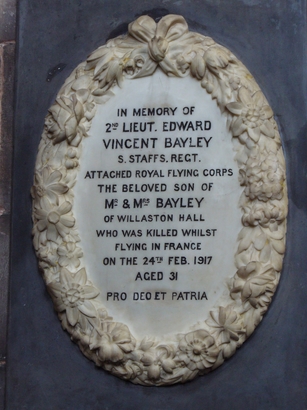 IN MEMORY OF
2ND LIEUT. EDWARD
VINCENT BAYLEY
S. STAFFS. REGT.
ATTACHED ROYAL FLYING CORPS
THE BELOVED SON OF
MR & MRS BAYLEY
OF WILLASTON HALL
WHO WAS KILLED WHILST
FLYING IN FRANCE
ON THE 24TH FEB. 1917
AGED 31
PRO DEO ET PATRIA